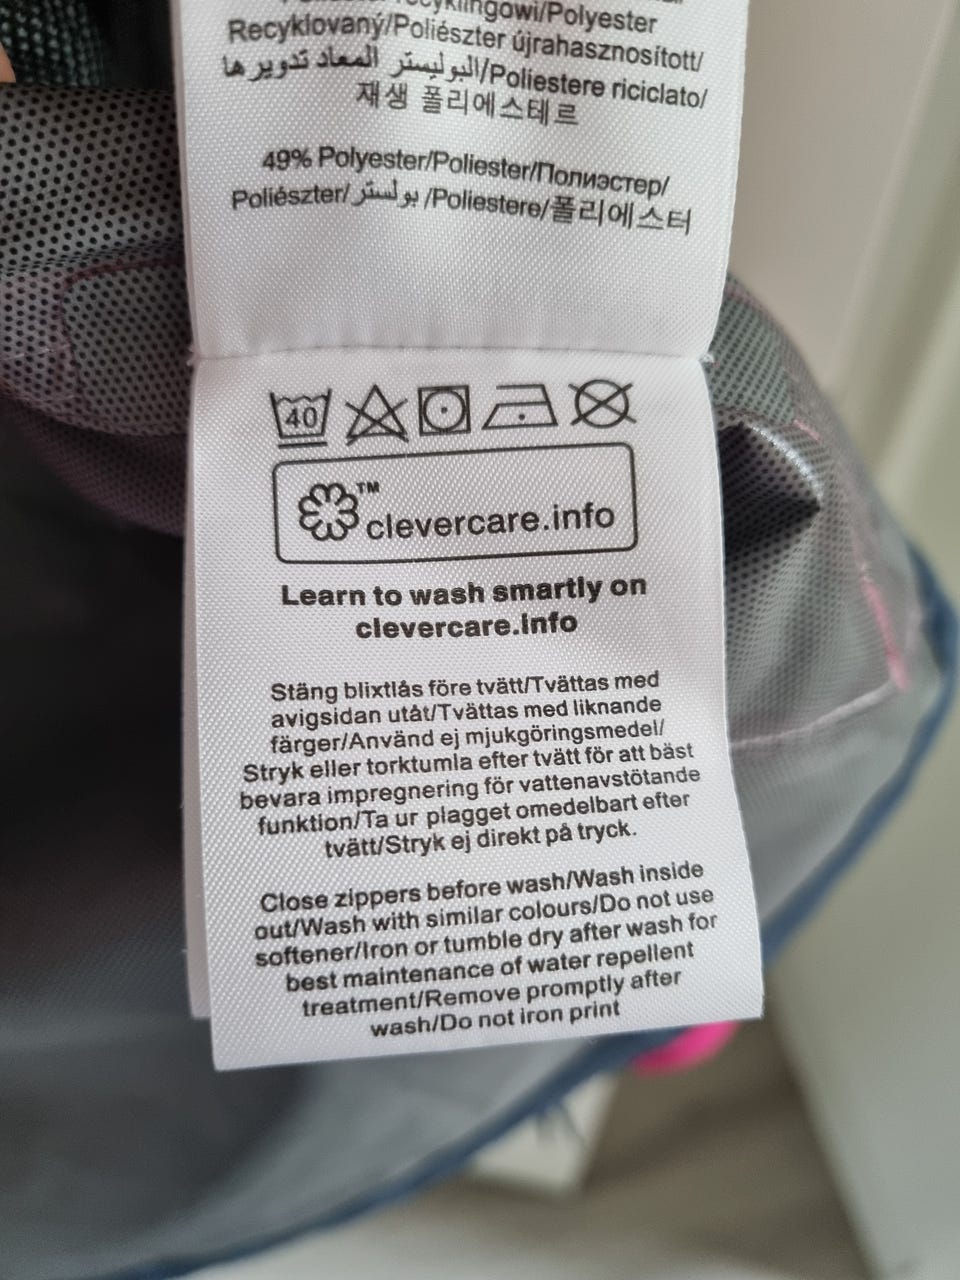 Polyester
Recyklovaný/Poliészter újrahasznosított/
البوليستر المعاد تدويرها/Poliestere riciclato/
재생 폴리에스테르
49% Polyester/Poliester/Полиэстер/
Poliészter/بولستر/Poliestere/폴리에스터
40
TM
clevercare.info
Learn to wash smartly on
clevercare.info
Stäng blixtlås före tvätt/Tvättas med
avigsidan utåt/Tvättas med liknande
färger/Använd ej mjukgöringsmedel/
Stryk eller torktumla efter tvätt för att bäst
bevara impregnering för vattenavstötande
funktion/Ta ur plagget omedelbart efter
tvätt/Stryk ej direkt på tryck.
Close zippers before wash/Wash inside
out/Wash with similar colours/Do not use
softener/Iron or tumble dry after wash for
best maintenance of water repellent
treatment/Remove promptly after
wash/Do not iron print